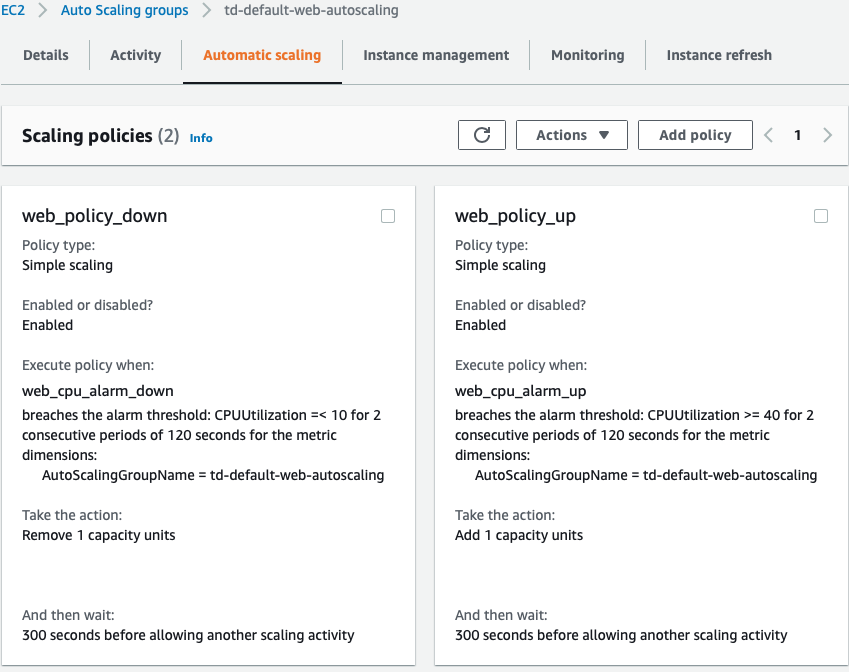 EC2 > Auto Scaling groups > td-default-web-autoscaling
Details Activity Automatic scaling Instance management Monitoring Instance refresh
Scaling policies (2) Info Actions ▼ Add policy < 1 >
web_policy_down
Policy type:
Simple scaling
Enabled or disabled?
Enabled
Execute policy when:
web_cpu_alarm_down
breaches the alarm threshold: CPUUtilization =< 10 for 2
consecutive periods of 120 seconds for the metric
dimensions:
AutoScalingGroupName = td-default-web-autoscaling
Take the action:
Remove 1 capacity units
And then wait:
300 seconds before allowing another scaling activity
web_policy_up
Policy type:
Simple scaling
Enabled or disabled?
Enabled
Execute policy when:
web_cpu_alarm_up
breaches the alarm threshold: CPUUtilization >= 40 for 2
consecutive periods of 120 seconds for the metric
dimensions:
AutoScalingGroupName = td-default-web-autoscaling
Take the action:
Add 1 capacity units
And then wait:
300 seconds before allowing another scaling activity